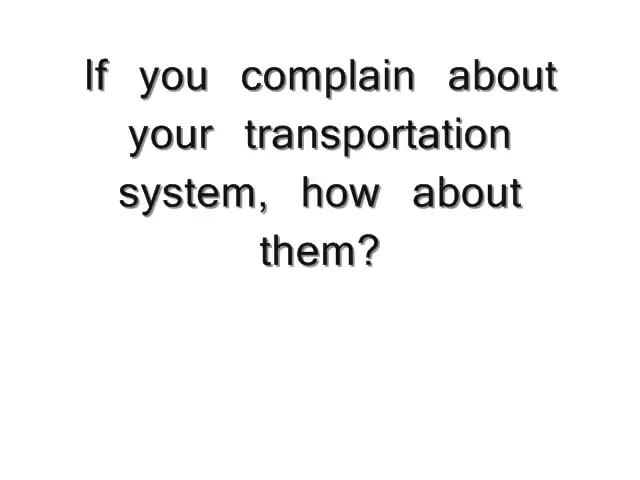 If you complain about
your transportation
system, how about
them?